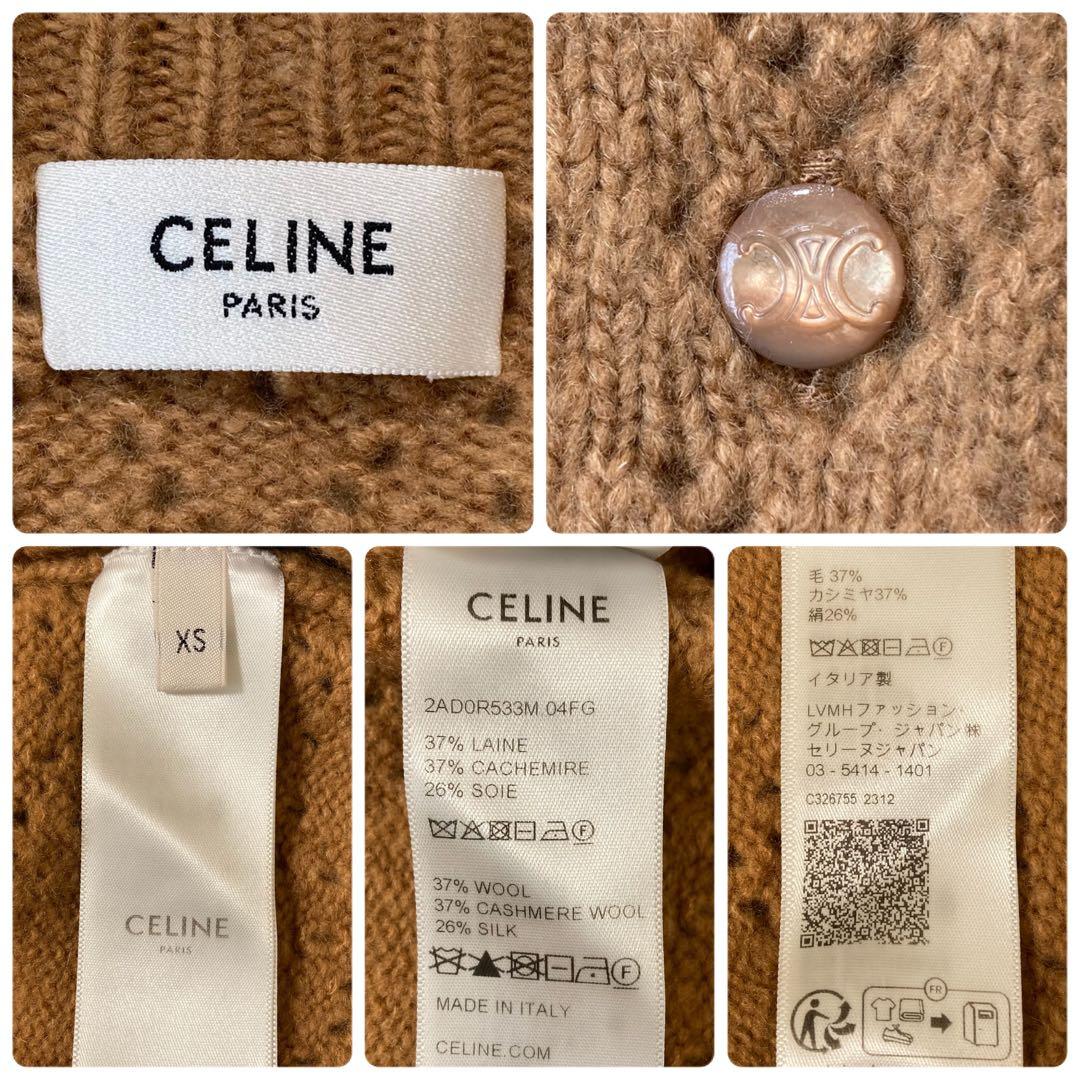 CELINE
PARIS
XS
CELINE
PARIS
CELINE
PARIS
2AD0R533M.04FG
37% LAINE
37% CACHEMIRE
26% SOIE
F
37% WOOL
37% CASHMERE WOOL
26% SILK
F
MADE IN ITALY
CELINE.COM
毛 37%
カシミヤ37%
絹26%
F
イタリア製
LVMHファッション・
グループ・ジャパン㈱
セリーヌジャパン
03 - 5414 - 1401
C326755 2312
FR